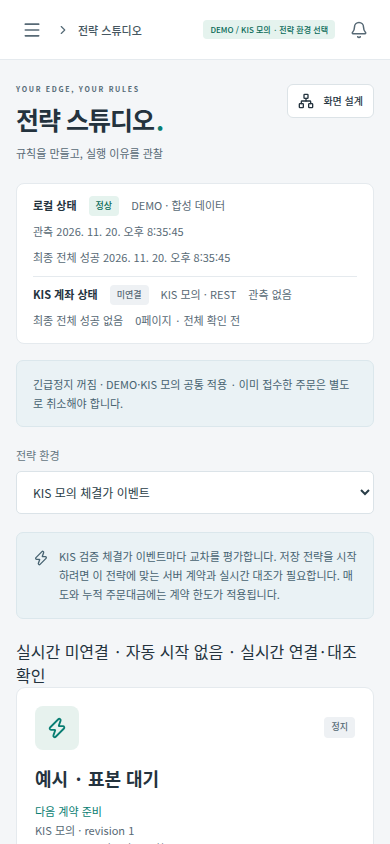 전략 스튜디오
DEMO / KIS 모의 · 전략 환경 선택
YOUR EDGE, YOUR RULES
전략 스튜디오.
화면 설계
규칙을 만들고, 실행 이유를 관찰
로컬 상태 정상 DEMO · 합성 데이터
관측 2026. 11. 20. 오후 8:35:45
최종 전체 성공 2026. 11. 20. 오후 8:35:45
KIS 계좌 상태 미연결 KIS 모의 · REST 관측 없음
최종 전체 성공 없음 0페이지 · 전체 확인 전
긴급정지 꺼짐 · DEMO·KIS 모의 공통 적용 · 이미 접수한 주문은 별도
로 취소해야 합니다.
전략 환경
KIS 모의 체결가 이벤트
KIS 검증 체결가 이벤트마다 교차를 평가합니다. 저장 전략을 시작
하려면 이 전략에 맞는 서버 계약과 실시간 대조가 필요합니다. 매
도와 누적 주문대금에는 계약 한도가 적용됩니다.
실시간 미연결 · 자동 시작 없음 · 실시간 연결·대조
확인
정지
예시 · 표본 대기
다음 계약 준비
KIS 모의 · revision 1